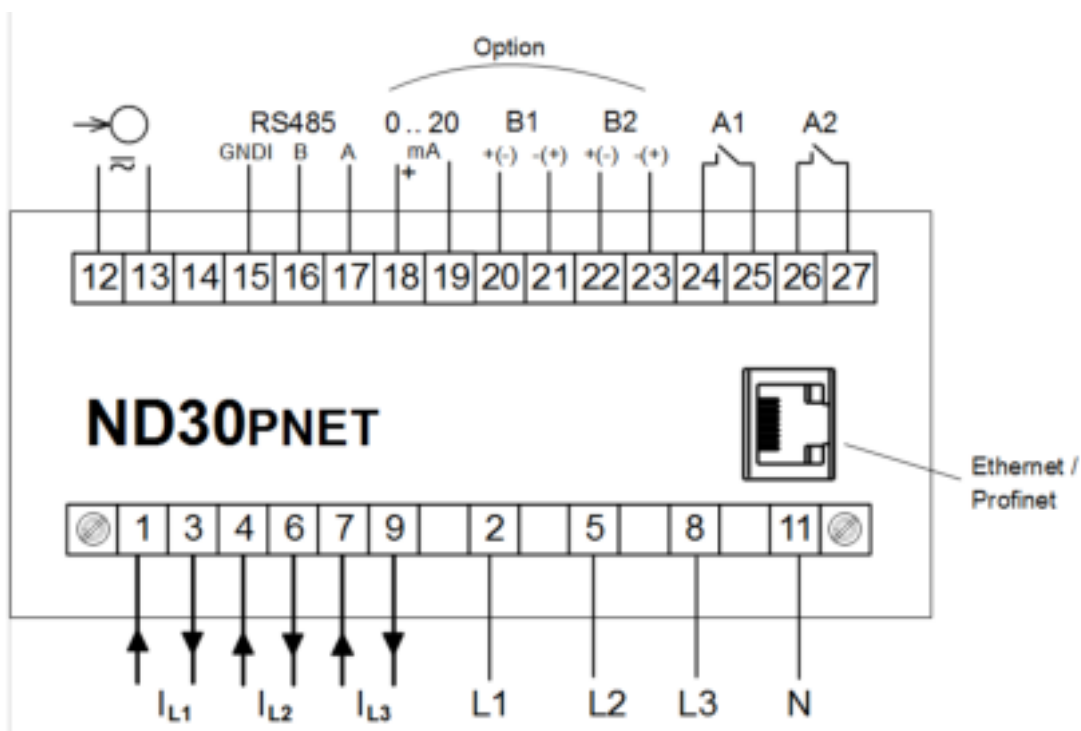 Option
RS485 0 .. 20 B1 B2 A1 A2
GNDI B A mA +(-) -(+) +(-) -(+)
+
12 13 14 15 16 17 18 19 20 21 22 23 24 25 26 27
ND30PNET
Ethernet /
Profinet
1 3 4 6 7 9 2 5 8 11
IL1 IL2 IL3 L1 L2 L3 N